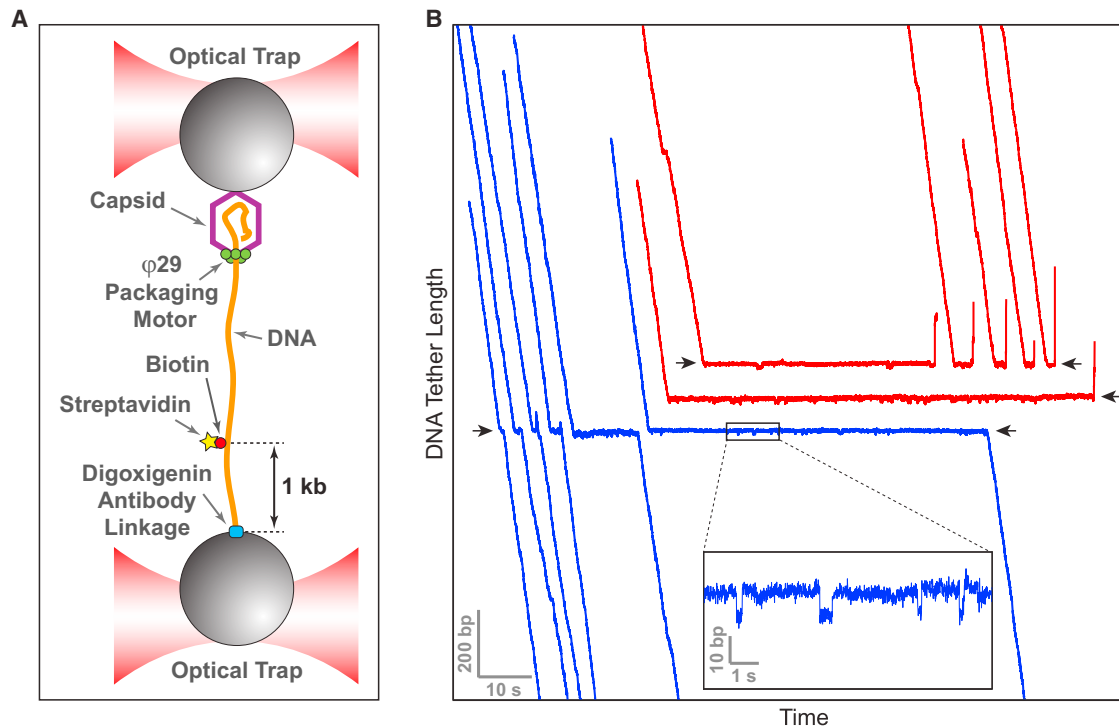 A
Optical Trap
Capsid
φ29
Packaging
Motor
DNA
Biotin
Streptavidin
Digoxigenin
Antibody
Linkage
1 kb
Optical Trap
B
DNA Tether Length
200 bp
10 s
10 bp
1 s
Time